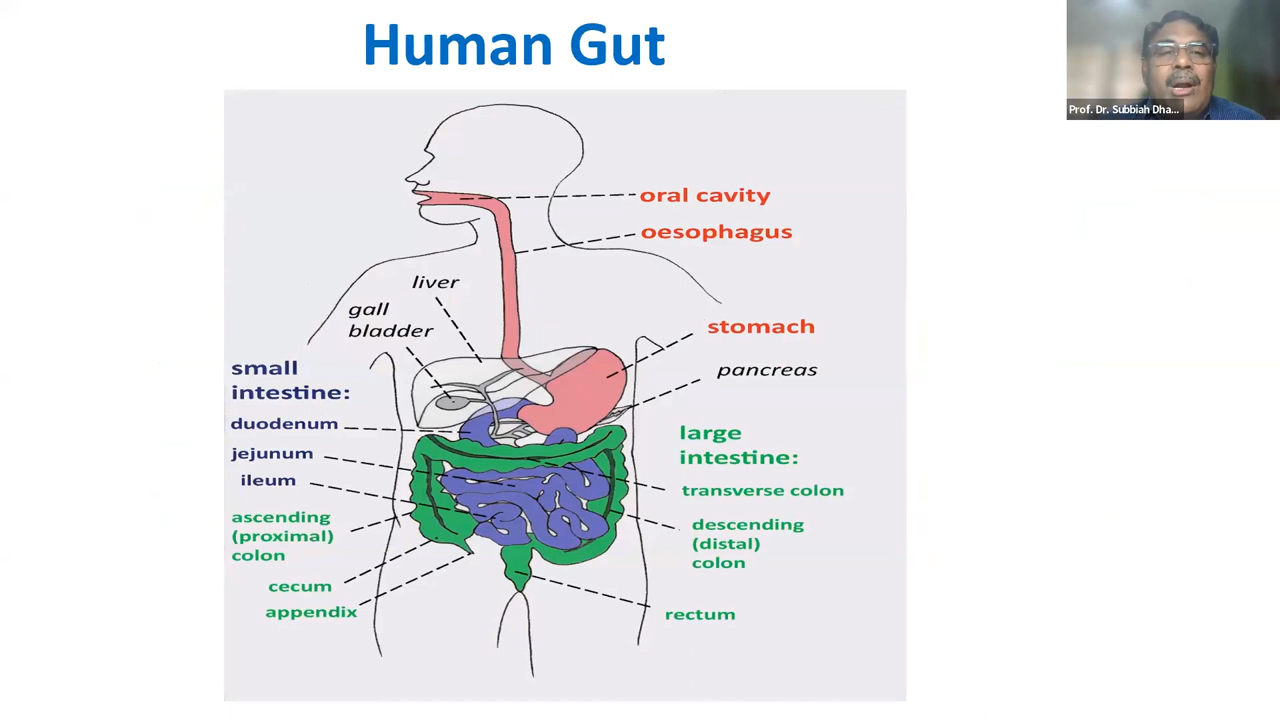 Human Gut
Prof. Dr. Subbiah Dha...
oral cavity
oesophagus
liver
gall
bladder
stomach
pancreas
small
intestine:
duodenum
jejunum
ileum
ascending
(proximal)
colon
cecum
appendix
large
intestine:
transverse colon
descending
(distal)
colon
rectum